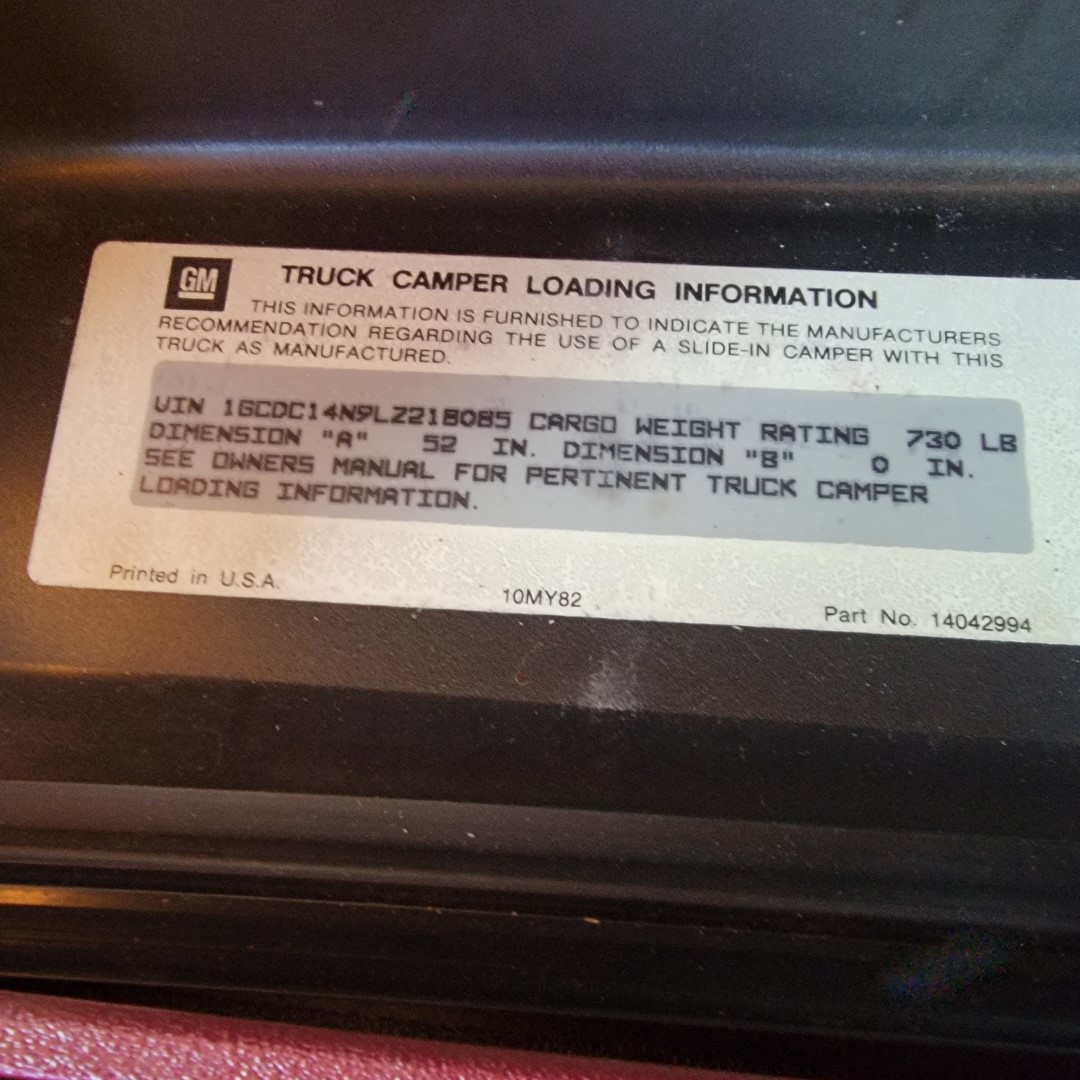 GM
TRUCK CAMPER LOADING INFORMATION
THIS INFORMATION IS FURNISHED TO INDICATE THE MANUFACTURERS
RECOMMENDATION REGARDING THE USE OF A SLIDE-IN CAMPER WITH THIS
TRUCK AS MANUFACTURED.
VIN 1GCDC14N9LZ218085 CARGO WEIGHT RATING 730 LB
DIMENSION "A" 52 IN. DIMENSION "B" 0 IN.
SEE OWNERS MANUAL FOR PERTINENT TRUCK CAMPER
LOADING INFORMATION.
Printed in U.S.A.
10MY82
Part No. 14042994